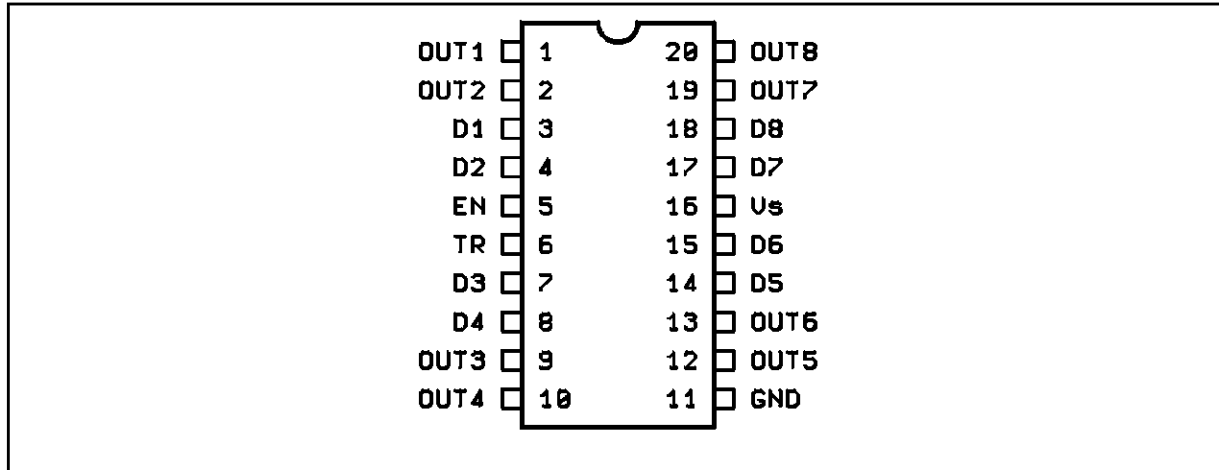 OUT1 1 20 OUT8
OUT2 2 19 OUT7
D1 3 18 D8
D2 4 17 D7
EN 5 16 Vs
TR 6 15 D6
D3 7 14 D5
D4 8 13 OUT6
OUT3 9 12 OUT5
OUT4 10 11 GND